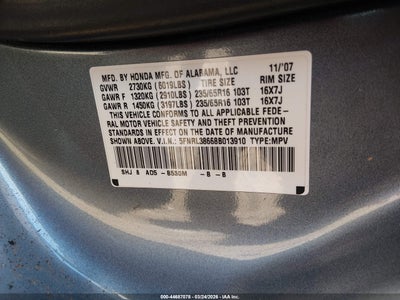 MFD. BY HONDA MFG. OF ALABAMA, LLC 11/'07
GVWR 2730KG (6019LBS) TIRE SIZE RIM SIZE
GAWR F 1320KG (2910LBS) 235/65R16 103T 16X7J
GAWR R 1450KG (3197LBS) 235/65R16 103T 16X7J
THIS VEHICLE CONFORMS TO ALL APPLICABLE FEDE-
RAL MOTOR VEHICLE SAFETY AND THEFT PREVENTION
STANDARDS IN EFFECT ON THE DATE OF MANUFACTURE
SHOWN ABOVE. V.I.N.: 5FNRL38668B013910 TYPE:MPV
SHJ 8 AD5 - B530M - B - B
000-44687078 - 03/24/2026 - IAA Inc.